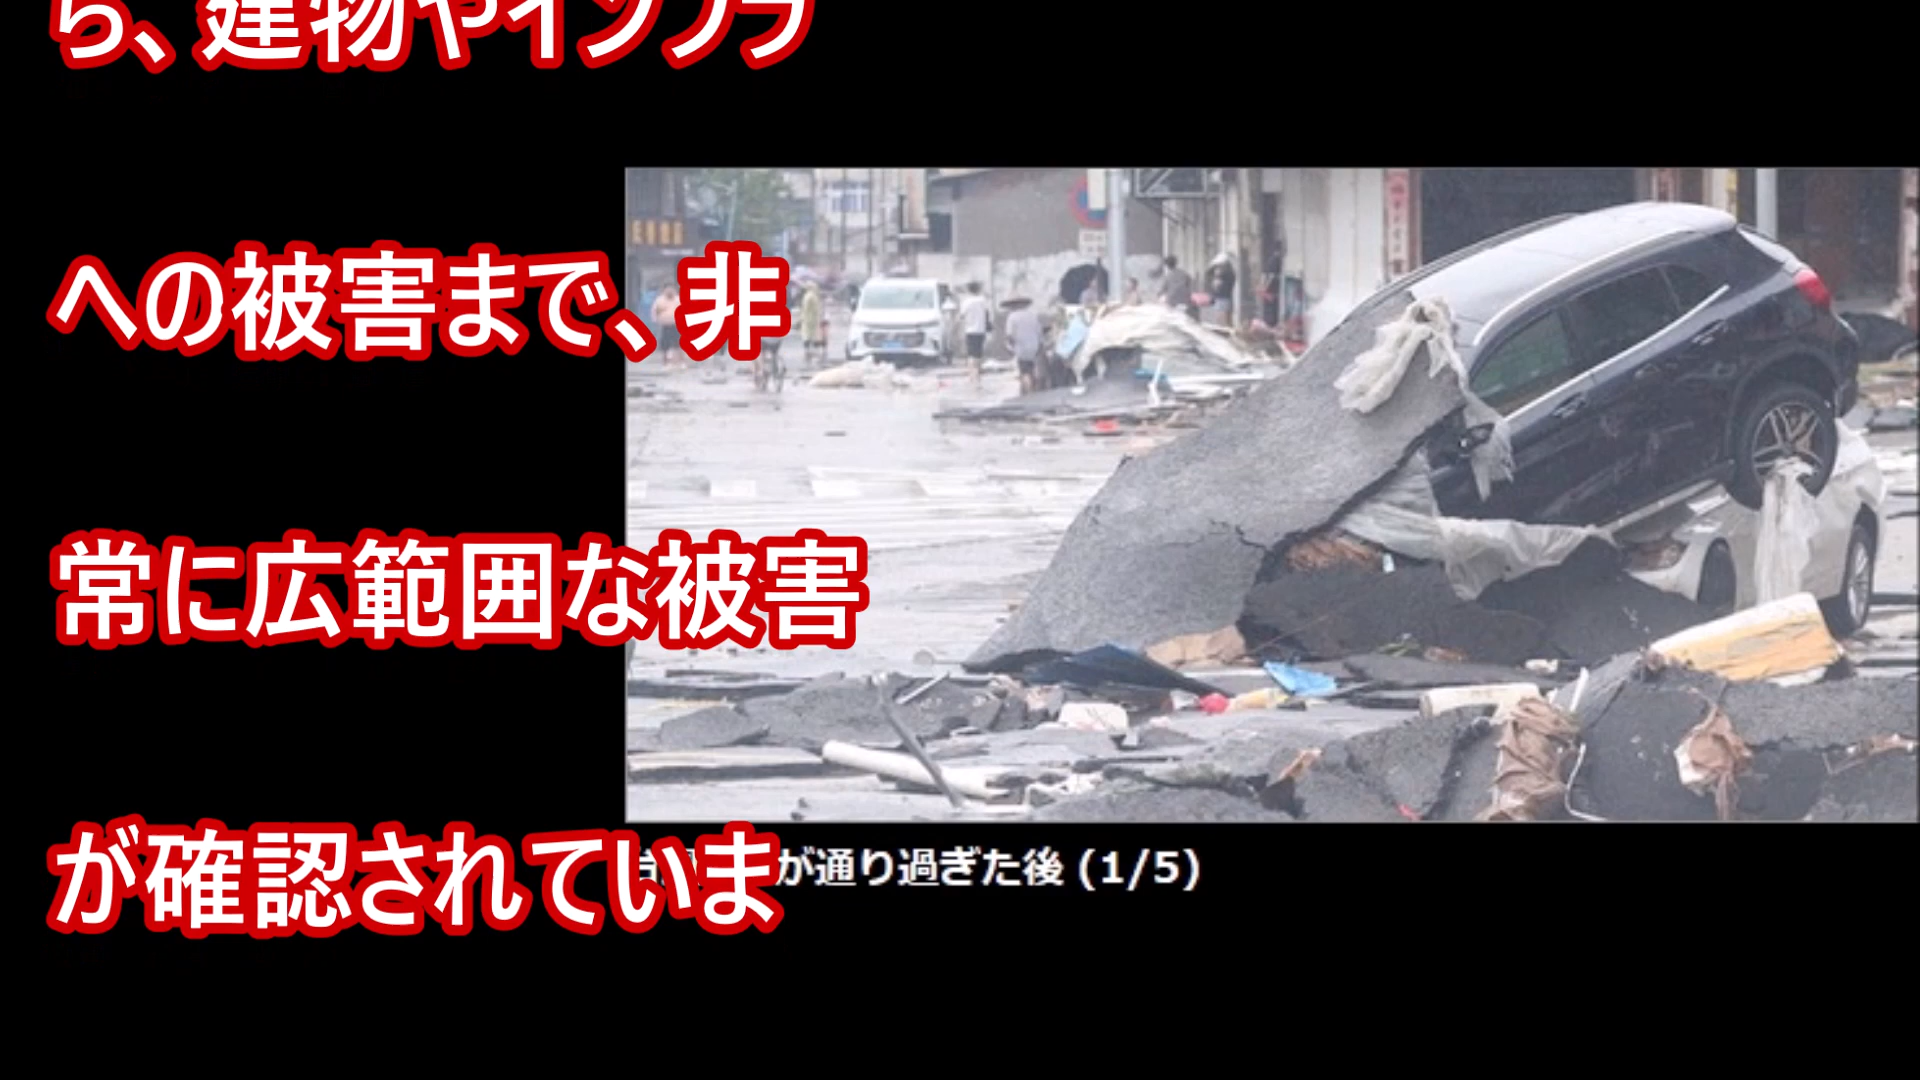 ら、建物やインフラ
への被害まで、非
常に広範囲な被害
が確認されていま
が通り過ぎた後 (1/5)